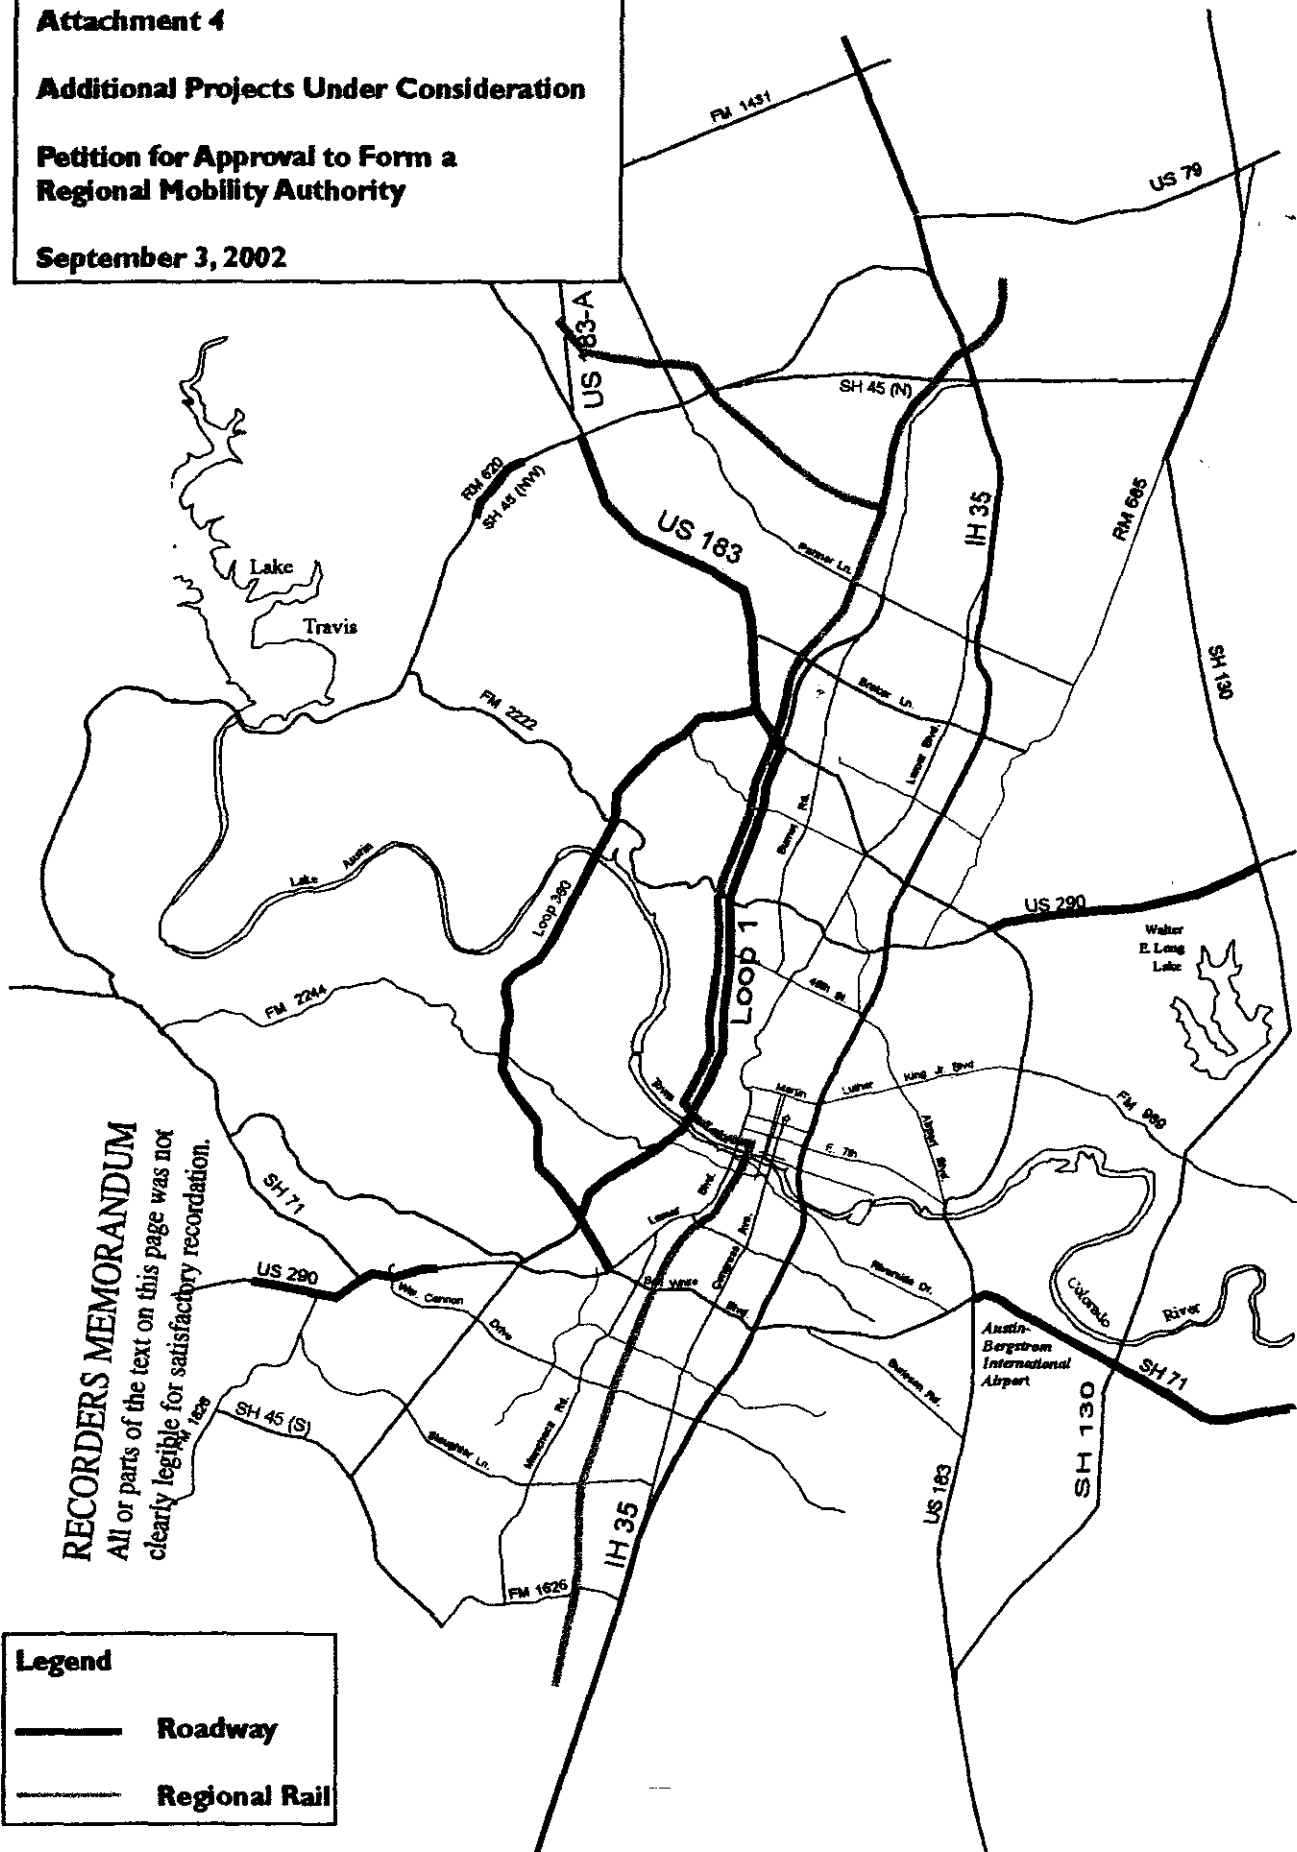 Attachment 4
Additional Projects Under Consideration
Petition for Approval to Form a
Regional Mobility Authority
September 3, 2002
FM 1431
US 79
US 183-A
SH 45 (N)
RM 620
SH 45 (NW)
US 183
IH 35
RM 685
Parmer Ln.
Lake
Travis
SH 130
FM 2222
Braker Ln.
Lamar Blvd.
Burnet Rd.
Lake Austin
Loop 360
US 290
Walter
E. Long
Lake
Loop 1
45th St.
FM 2244
Martin Luther King Jr. Blvd
FM 969
Town
Airport Blvd.
E. 7th
RECORDERS MEMORANDUM
All or parts of the text on this page was not
clearly legible for satisfactory recordation.
SH 71
Lamar Blvd.
Congress Ave.
Riverside Dr.
US 290
Wm. Cannon Drive
Ben White Blvd.
Colorado River
Austin-
Bergstrom
International
Airport
SH 71
Burleson Rd.
SH 130
FM 1826
SH 45 (S)
Slaughter Ln.
Manchaca Rd.
US 183
IH 35
FM 1626
Legend
Roadway
Regional Rail